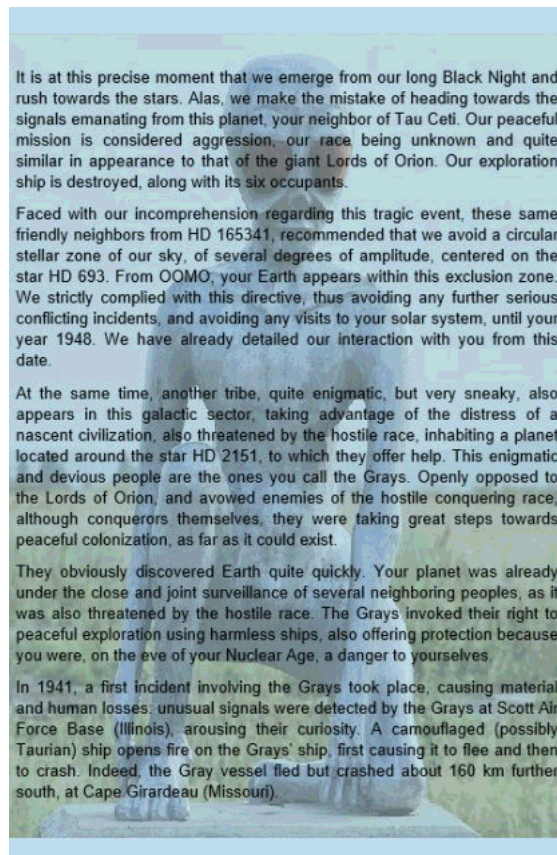 It is at this precise moment that we emerge from our long Black Night and
rush towards the stars. Alas, we make the mistake of heading towards the
signals emanating from this planet, your neighbor of Tau Ceti. Our peaceful
mission is considered aggression, our race being unknown and quite
similar in appearance to that of the giant Lords of Orion. Our exploration
ship is destroyed, along with its six occupants.
Faced with our incomprehension regarding this tragic event, these same
friendly neighbors from HD 165341, recommended that we avoid a circular
stellar zone of our sky, of several degrees of amplitude, centered on the
star HD 693. From OOMO, your Earth appears within this exclusion zone.
We strictly complied with this directive, thus avoiding any further serious
conflicting incidents, and avoiding any visits to your solar system, until your
year 1948. We have already detailed our interaction with you from this
date.
At the same time, another tribe, quite enigmatic, but very sneaky, also
appears in this galactic sector, taking advantage of the distress of a
nascent civilization, also threatened by the hostile race, inhabiting a planet
located around the star HD 2151, to which they offer help. This enigmatic
and devious people are the ones you call the Grays. Openly opposed to
the Lords of Orion, and avowed enemies of the hostile conquering race,
although conquerors themselves, they were taking great steps towards
peaceful colonization, as far as it could exist.
They obviously discovered Earth quite quickly. Your planet was already
under the close and joint surveillance of several neighboring peoples, as it
was also threatened by the hostile race. The Grays invoked their right to
peaceful exploration using harmless ships, also offering protection because
you were, on the eve of your Nuclear Age, a danger to yourselves.
In 1941, a first incident involving the Grays took place, causing material
and human losses: unusual signals were detected by the Grays at Scott Air
Force Base (Illinois), arousing their curiosity. A camouflaged (possibly
Taurian) ship opens fire on the Grays' ship, first causing it to flee and then
to crash. Indeed, the Gray vessel fled but crashed about 160 km further
south, at Cape Girardeau (Missouri).